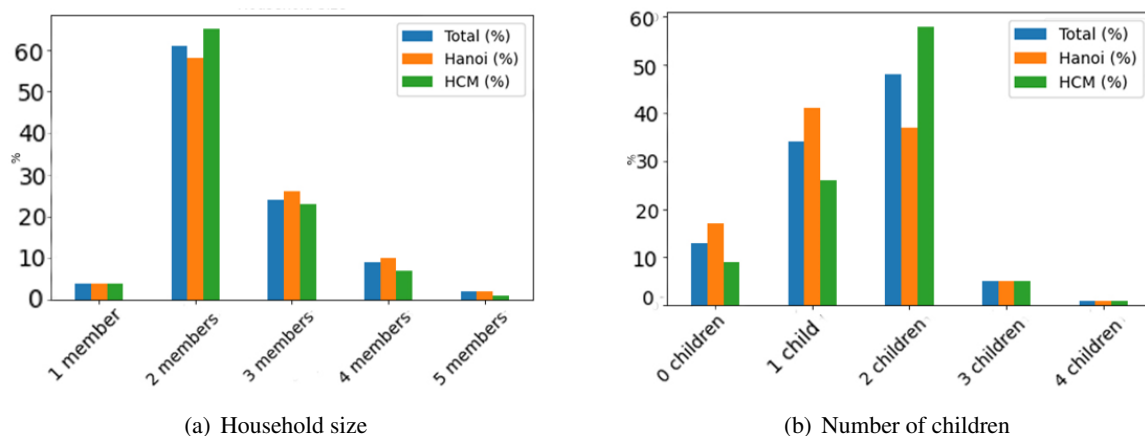 Household size
60
50
40
30
20
10
0
%
Total (%)
Hanoi (%)
HCM (%)
1 member
2 members
3 members
4 members
5 members
(a) Household size
60
50
40
30
20
10
0
%
Total (%)
Hanoi (%)
HCM (%)
0 children
1 child
2 children
3 children
4 children
(b) Number of children